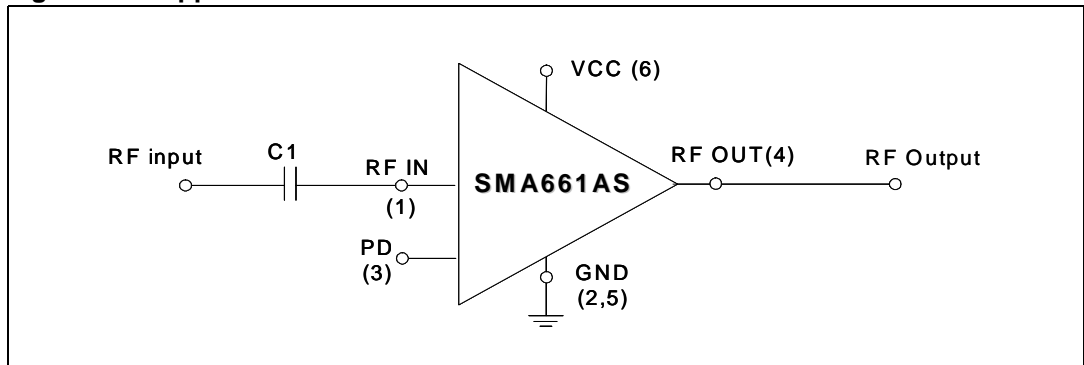 VCC (6)
RF input
C1
RF IN
(1)
SMA661AS
RF OUT(4)
RF Output
PD
(3)
GND
(2,5)